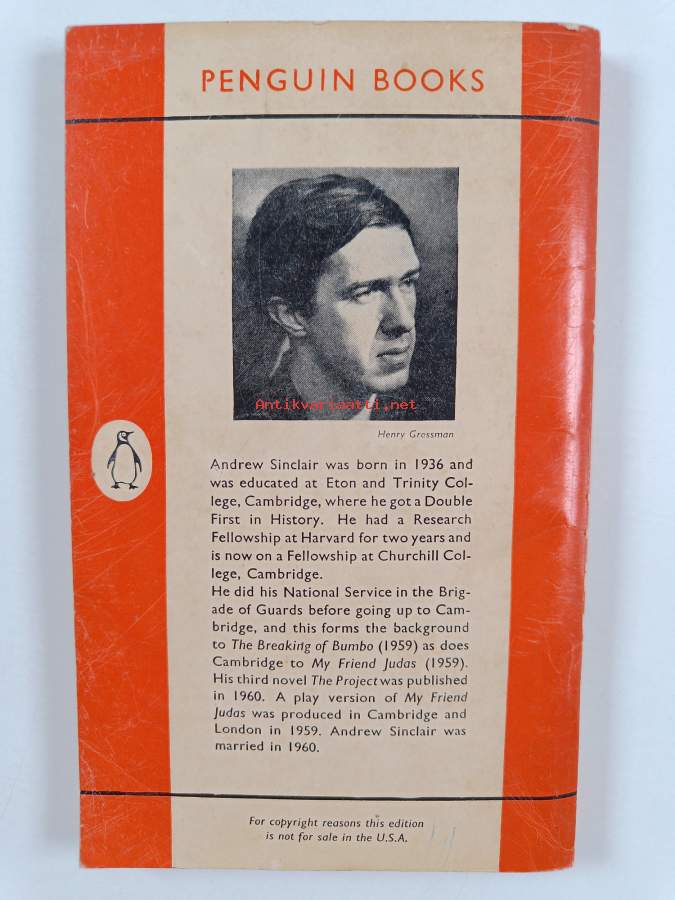 PENGUIN BOOKS
Antikvariaatti.net
Henry Grossman
Andrew Sinclair was born in 1936 and
was educated at Eton and Trinity Col-
lege, Cambridge, where he got a Double
First in History. He had a Research
Fellowship at Harvard for two years and
is now on a Fellowship at Churchill Col-
lege, Cambridge.
He did his National Service in the Brig-
ade of Guards before going up to Cam-
bridge, and this forms the background
to The Breaking of Bumbo (1959) as does
Cambridge to My Friend Judas (1959).
His third novel The Project was published
in 1960. A play version of My Friend
Judas was produced in Cambridge and
London in 1959. Andrew Sinclair was
married in 1960.
For copyright reasons this edition
is not for sale in the U.S.A.